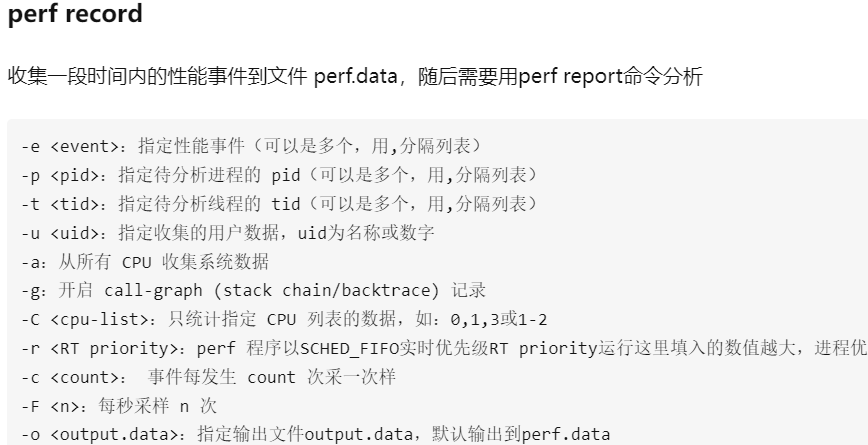 perf record
收集一段时间内的性能事件到文件 perf.data，随后需要用perf report命令分析
-e <event>：指定性能事件（可以是多个，用,分隔列表）
-p <pid>：指定待分析进程的 pid（可以是多个，用,分隔列表）
-t <tid>：指定待分析线程的 tid（可以是多个，用,分隔列表）
-u <uid>：指定收集的用户数据，uid为名称或数字
-a：从所有 CPU 收集系统数据
-g：开启 call-graph (stack chain/backtrace) 记录
-C <cpu-list>：只统计指定 CPU 列表的数据，如：0,1,3或1-2
-r <RT priority>：perf 程序以SCHED_FIFO实时优先级RT priority运行这里填入的数值越大，进程优
-c <count>： 事件每发生 count 次采一次样
-F <n>：每秒采样 n 次
-o <output.data>：指定输出文件output.data，默认输出到perf.data